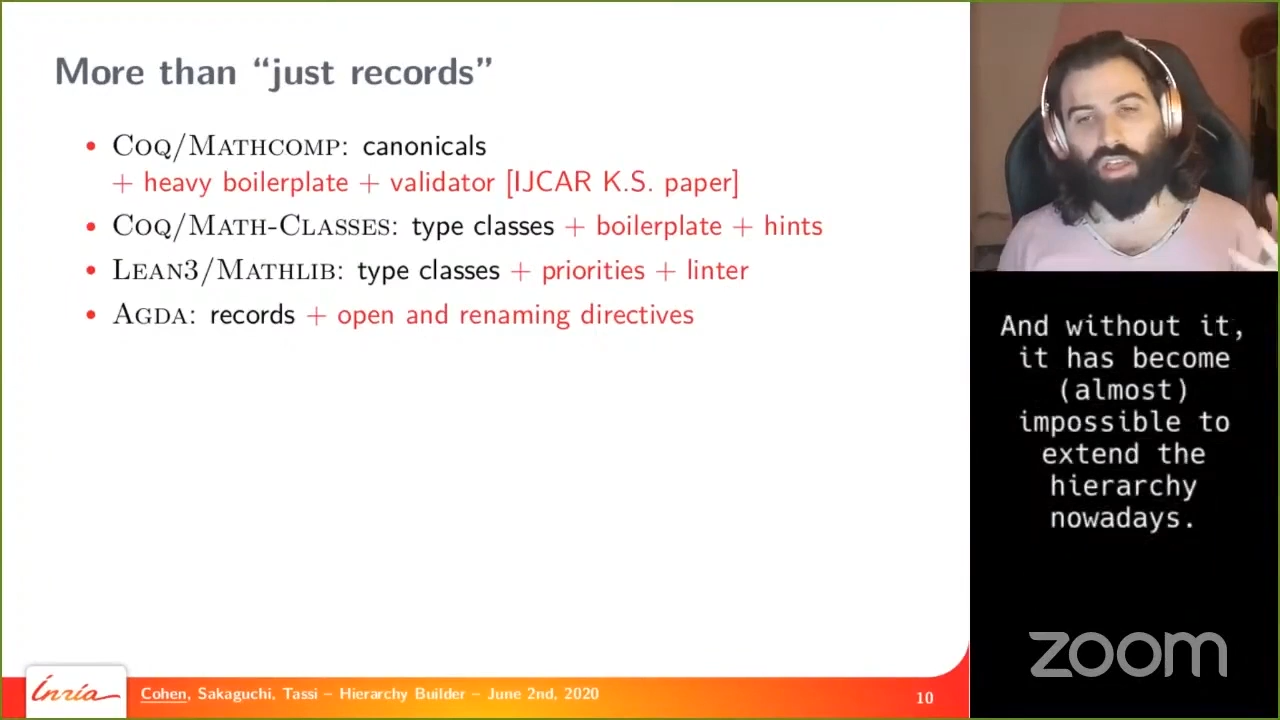 More than “just records”
• Coq/Mathcomp: canonicals
+ heavy boilerplate + validator [IJCAR K.S. paper]
• Coq/Math-Classes: type classes + boilerplate + hints
• Lean3/Mathlib: type classes + priorities + linter
• Agda: records + open and renaming directives
And without it,
it has become
(almost)
impossible to
extend the
hierarchy
nowadays.
zoom
Inria
Cohen, Sakaguchi, Tassi – Hierarchy Builder – June 2nd, 2020
10